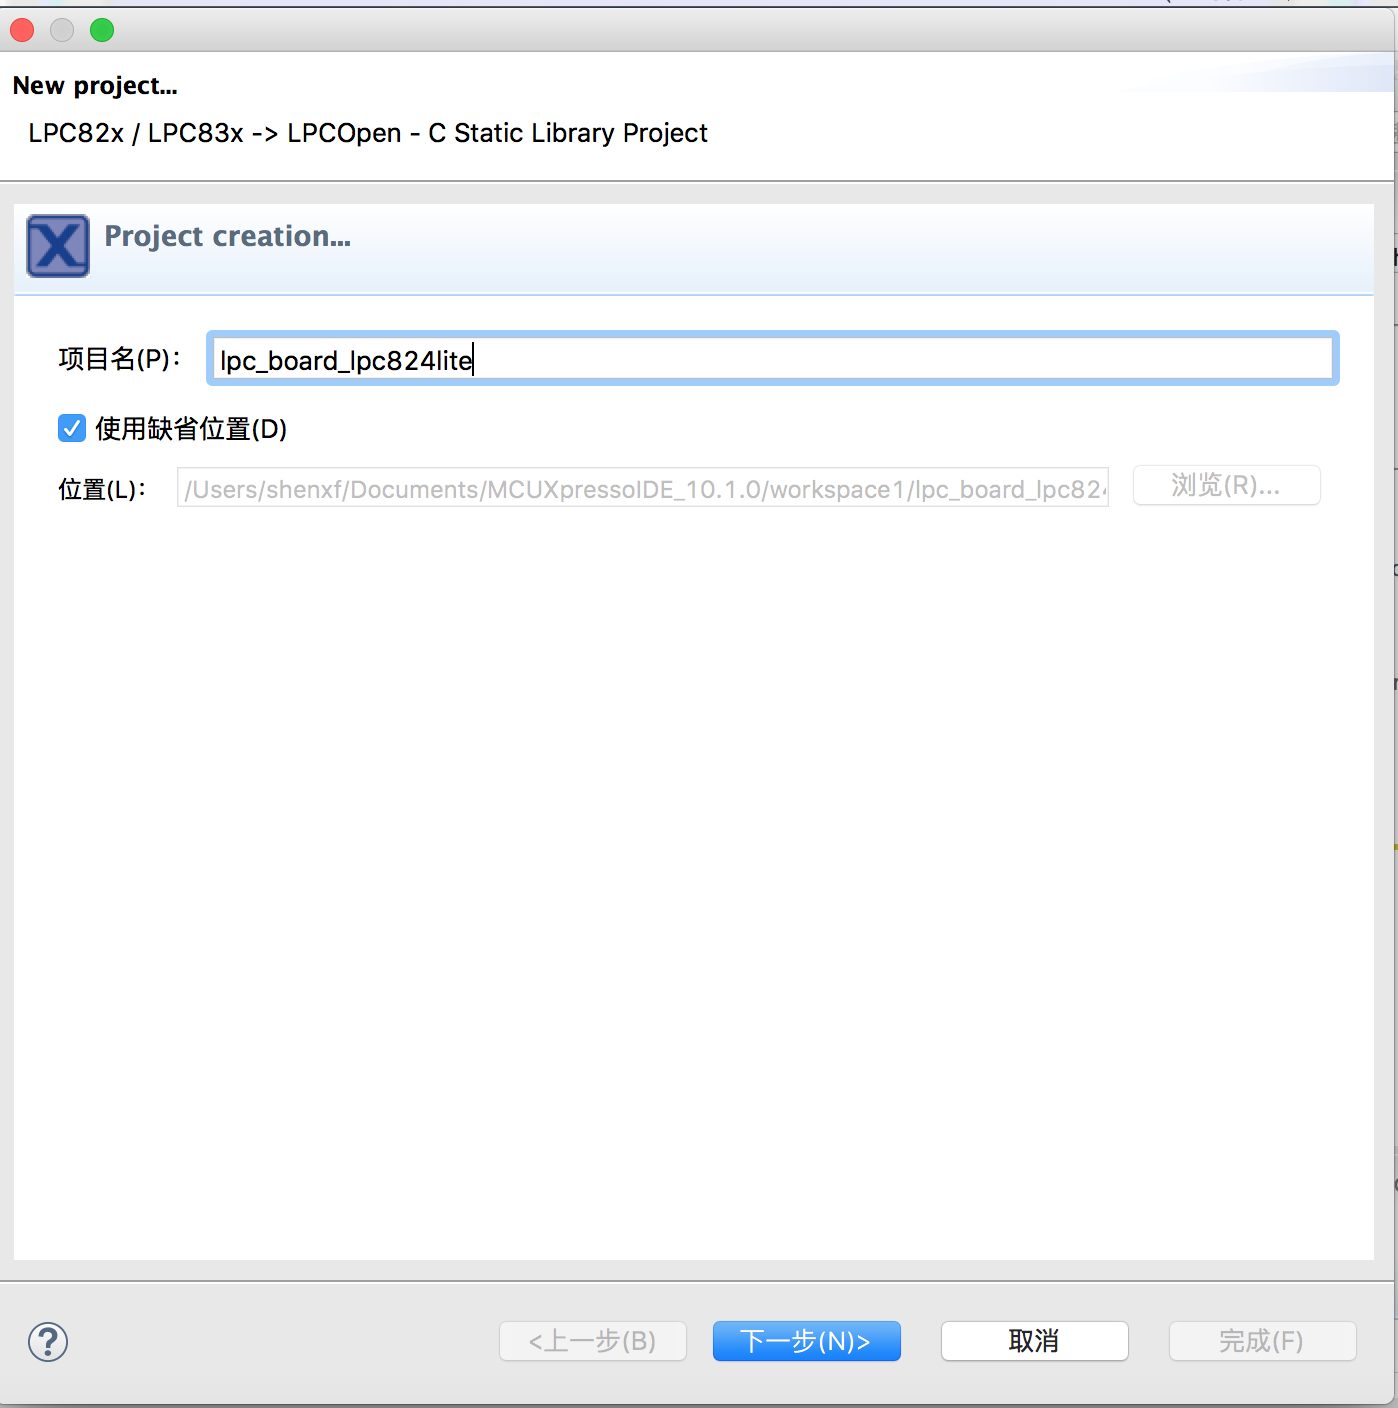 New project...
LPC82x / LPC83x -> LPCOpen - C Static Library Project
Project creation...
项目名(P)： lpc_board_lpc824lite
使用缺省位置(D)
位置(L)： /Users/shenxf/Documents/MCUXpressoIDE_10.1.0/workspace1/lpc_board_lpc82 浏览(R)...
<上一步(B) 下一步(N)> 取消 完成(F)